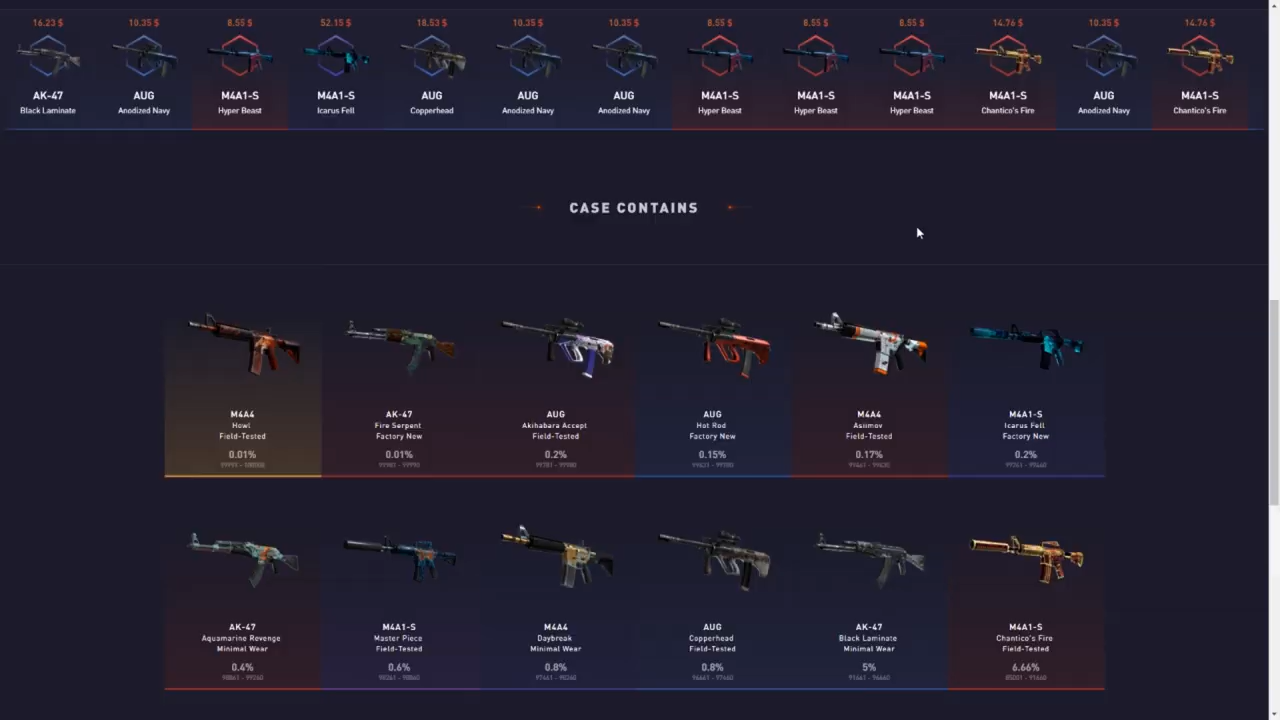 16.23 $ 10.35 $ 8.55 $ 52.15 $ 18.53 $ 10.35 $ 10.35 $ 8.55 $ 8.55 $ 8.55 $ 14.76 $ 10.35 $ 14.76 $
AK-47 AUG M4A1-S M4A1-S AUG AUG AUG M4A1-S M4A1-S M4A1-S M4A1-S AUG M4A1-S
Black Laminate Anodized Navy Hyper Beast Icarus Fell Copperhead Anodized Navy Anodized Navy Hyper Beast Hyper Beast Hyper Beast Chantico's Fire Anodized Navy Chantico's Fire
CASE CONTAINS
M4A4 AK-47 AUG AUG M4A4 M4A1-S
Howl Fire Serpent Akihabara Accept Hot Rod Asiimov Icarus Fell
Field-Tested Factory New Field-Tested Factory New Field-Tested Factory New
0.01% 0.01% 0.2% 0.15% 0.17% 0.2%
AK-47 M4A1-S M4A4 AUG AK-47 M4A1-S
Aquamarine Revenge Master Piece Daybreak Copperhead Black Laminate Chantico's Fire
Minimal Wear Field-Tested Minimal Wear Field-Tested Minimal Wear Field-Tested
0.4% 0.6% 0.8% 0.8% 5% 6.66%